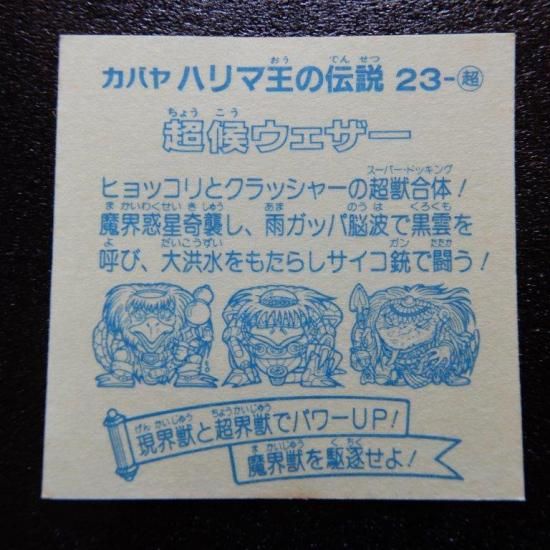 カバヤ ハリマ王の伝説 23-超
超候ウェザー
ヒョッコリとクラッシャーの超獣合体!
魔界惑星奇襲し、雨ガッパ脳波で黒雲を
呼び、大洪水をもたらしサイコ銃で闘う!
現界獣と超界獣でパワーUP!
魔界獣を駆逐せよ!